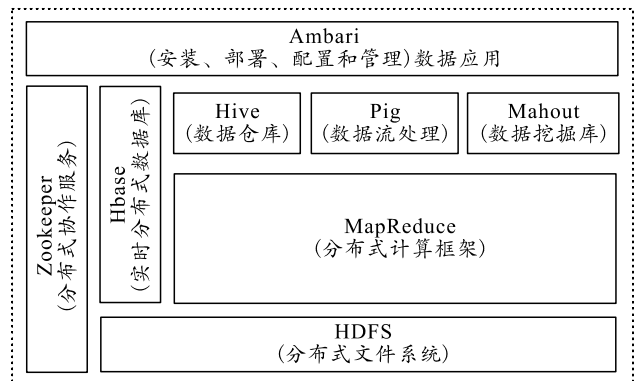 Ambari
(安装、部署、配置和管理)数据应用
Zookeeper
(分布式协作服务)
Hbase
(实时分布式数据库)
Hive
(数据仓库)
Pig
(数据流处理)
Mahout
(数据挖掘库)
MapReduce
(分布式计算框架)
HDFS
(分布式文件系统)